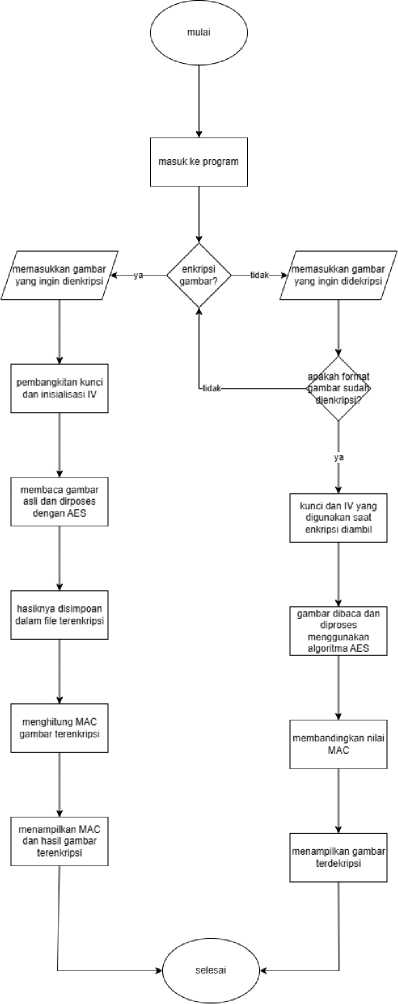 mulai
masuk ke program
enkripsi
gambar?
ya
tidak
memasukkan gambar
yang ingin dienkripsi
memasukkan gambar
yang ingin didekripsi
pembangkitan kunci
dan inisialisasi IV
apakah format
gambar sudah
dienkripsi?
tidak
ya
membaca gambar
asli dan dirposes
dengan AES
kunci dan IV yang
digunakan saat
enkripsi diambil
hasiknya disimpoan
dalam file terenkripsi
gambar dibaca dan
diproses
menggunakan
algoritma AES
menghitung MAC
gambar terenkripsi
membandingkan nilai
MAC
menampilkan MAC
dan hasil gambar
terenkripsi
menampilkan gambar
terdekripsi
selesai